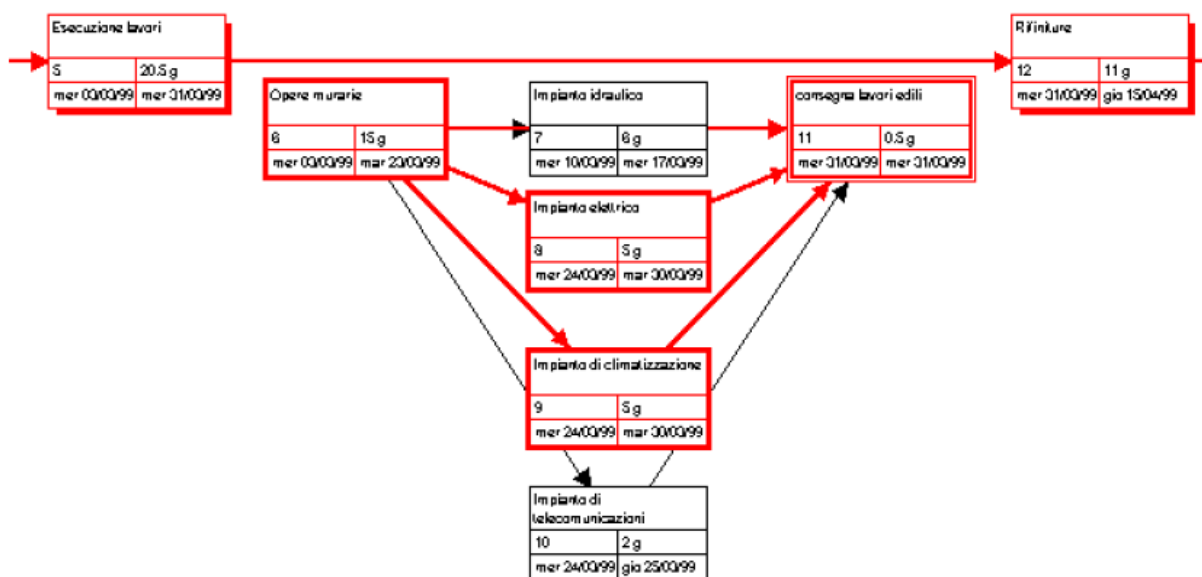 Esecuzione lavori
5
20.5 g
mer 03/03/99
mer 31/03/99
Rifiniture
12
11 g
mer 31/03/99
gio 15/04/99
Opere murarie
6
15 g
mer 03/03/99
mar 23/03/99
Impianto idraulico
7
6 g
mer 10/03/99
mer 17/03/99
consegna lavori edili
11
0.5 g
mer 31/03/99
mer 31/03/99
Impianto elettrico
8
5 g
mer 24/03/99
mar 30/03/99
Impianto di climatizzazione
9
5 g
mer 24/03/99
mar 30/03/99
Impianto di
telecomunicazioni
10
2 g
mer 24/03/99
gio 25/03/99